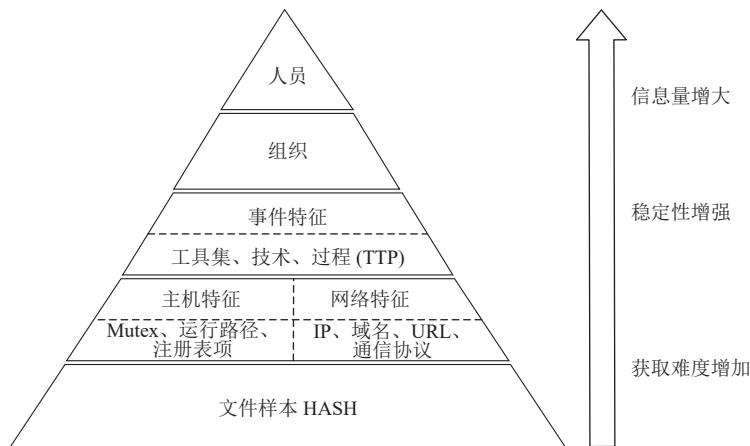 人员
信息量增大
组织
事件特征
稳定性增强
工具集、技术、过程 (TTP)
主机特征
网络特征
Mutex、运行路径、
注册表项
IP、域名、URL、
通信协议
获取难度增加
文件样本 HASH